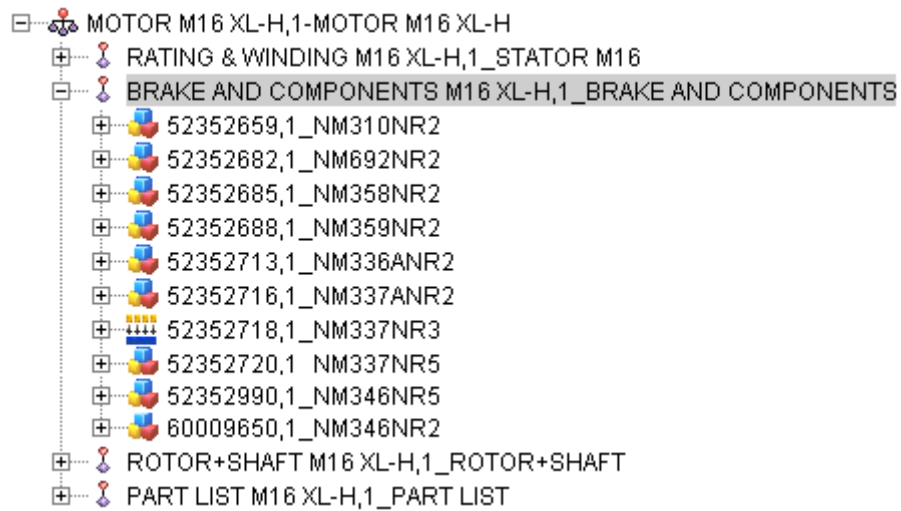 MOTOR M16 XL-H,1-MOTOR M16 XL-H
RATING & WINDING M16 XL-H,1_STATOR M16
BRAKE AND COMPONENTS M16 XL-H,1_BRAKE AND COMPONENTS
52352659,1_NM310NR2
52352682,1_NM692NR2
52352685,1_NM358NR2
52352688,1_NM359NR2
52352713,1_NM336ANR2
52352716,1_NM337ANR2
52352718,1_NM337NR3
52352720,1 NM337NR5
52352990,1_NM346NR5
60009650,1_NM346NR2
ROTOR+SHAFT M16 XL-H,1_ROTOR+SHAFT
PART LIST M16 XL-H,1_PART LIST